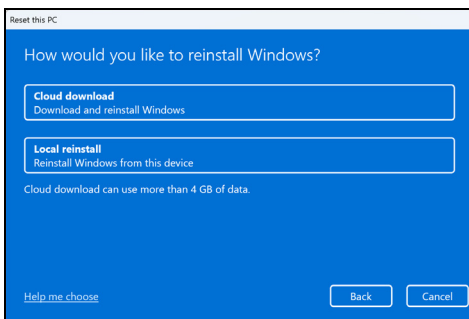 Reset this PC
How would you like to reinstall Windows?
Cloud download
Download and reinstall Windows
Local reinstall
Reinstall Windows from this device
Cloud download can use more than 4 GB of data.
Help me choose
Back
Cancel